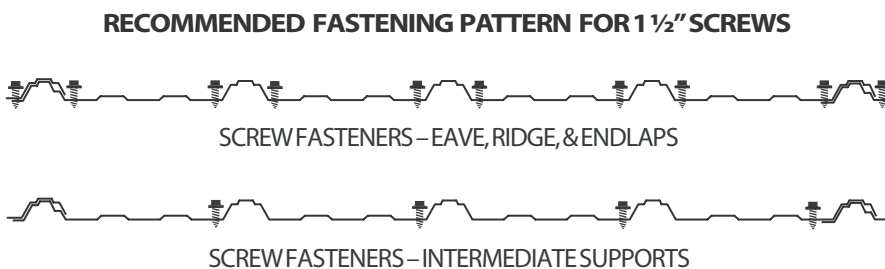 RECOMMENDED FASTENING PATTERN FOR 1 ½” SCREWS
SCREW FASTENERS – EAVE, RIDGE, & ENDLAPS
SCREW FASTENERS – INTERMEDIATE SUPPORTS